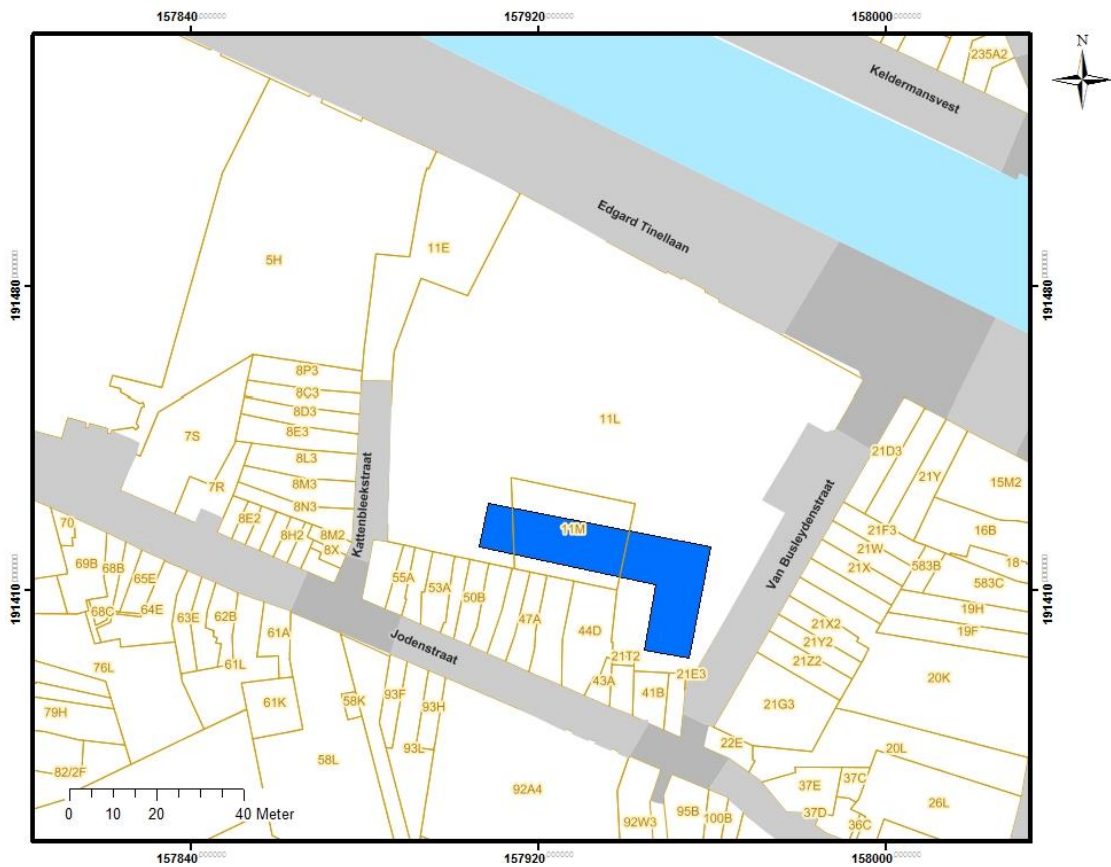 157840 157920 158000
N
235A2
Keldermansvest
Edgard Tinellaan
11E
5H
191480 191480
8P3
8C3
8D3
11L
7S
8E3
21D3
8L3
21Y
15M2
7R
8M3
Kattenbleekstraat
Van Busleydenstraat
8N3
70
8E2
8H2
8M2
8X
11M
21F3
16B
21W
18
69B
68B
65E
55A
53A
50B
21X
583B
583C
191410 191410
68C
64E
63E
62B
61A
47A
44D
19H
21X2
19F
Jodenstraat
21Y2
76L
61L
21T2
21Z2
43A
21E3
20K
79H
61K
58K
93F
93H
41B
21G3
93L
22E
58L
20L
82/2F
37E
37C
92A4
26L
0 10 20 40 Meter
92W3
95B
100B
37D
36C
157840 157920 158000